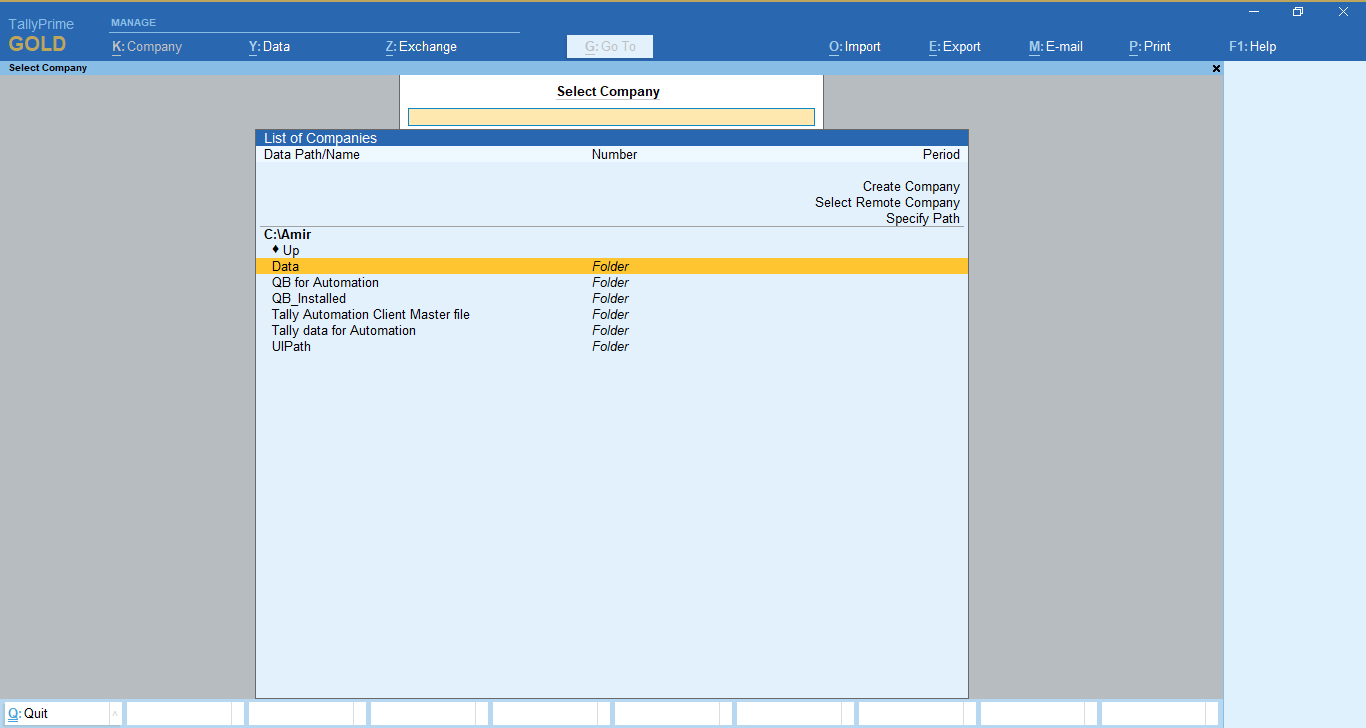 TallyPrime
GOLD
MANAGE
K: Company Y: Data Z: Exchange G: Go To O: Import E: Export M: E-mail P: Print F1: Help
Select Company
Select Company
List of Companies
Data Path/Name Number Period
Create Company
Select Remote Company
Specify Path
C:\Amir
♦ Up
Data Folder
QB for Automation Folder
QB_Installed Folder
Tally Automation Client Master file Folder
Tally data for Automation Folder
UIPath Folder
Q: Quit